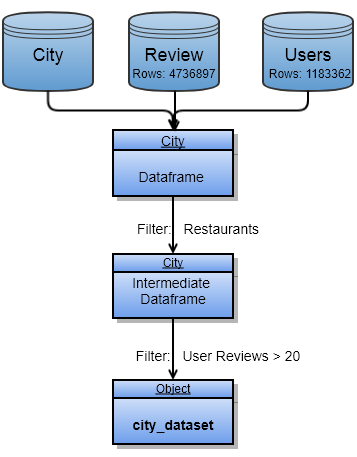 City
Review
Rows: 4736897
Users
Rows: 1183362
City
Dataframe
Filter: Restaurants
City
Intermediate
Dataframe
Filter: User Reviews > 20
Object
city_dataset